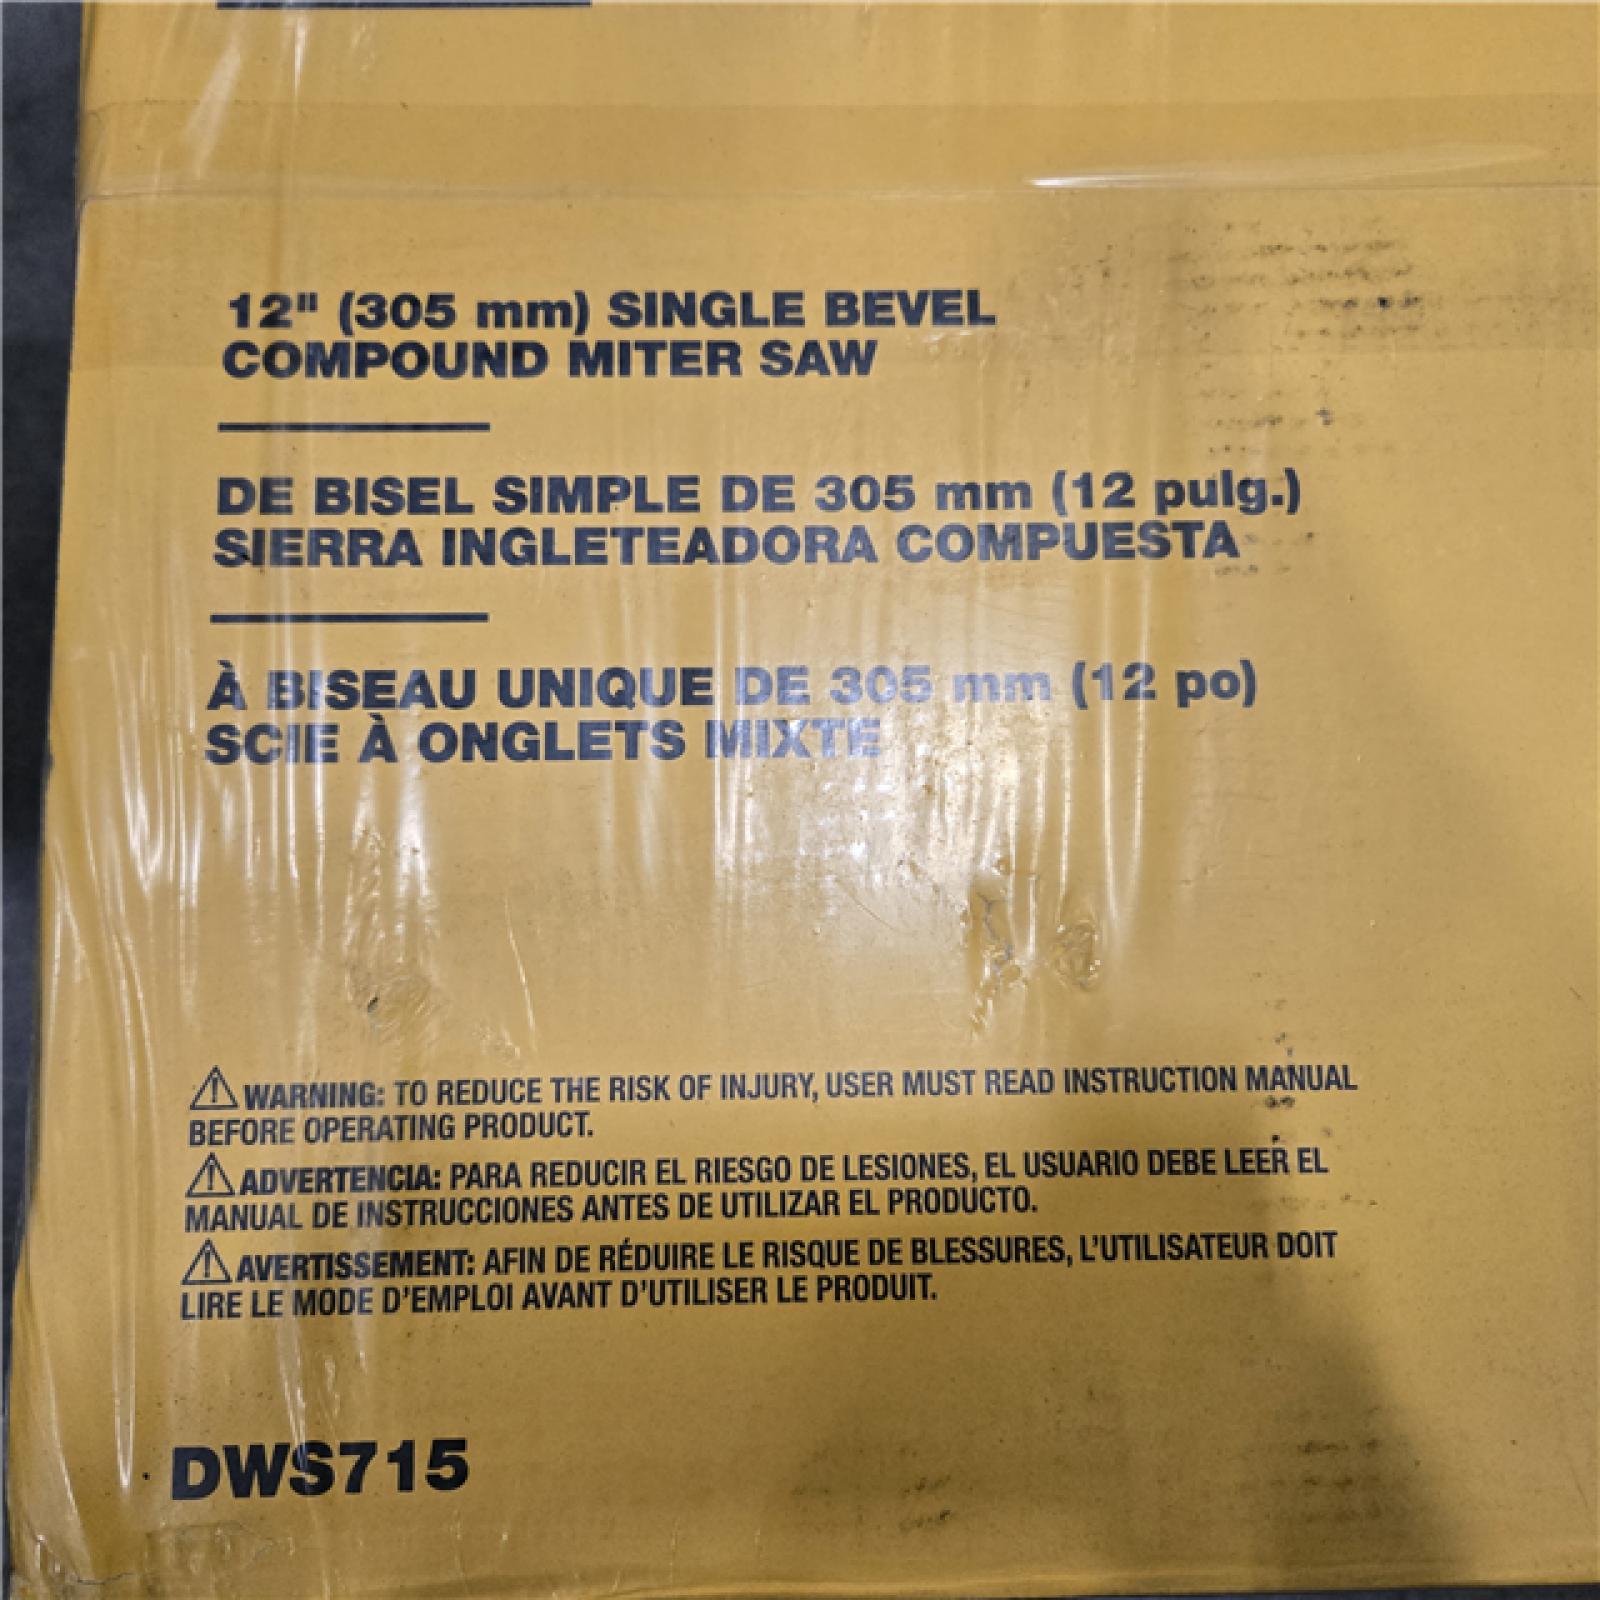 12" (305 mm) SINGLE BEVEL
COMPOUND MITER SAW
DE BISEL SIMPLE DE 305 mm (12 pulg.)
SIERRA INGLETEADORA COMPUESTA
À BISEAU UNIQUE DE 305 mm (12 po)
SCIE À ONGLETS MIXTE
⚠ WARNING: TO REDUCE THE RISK OF INJURY, USER MUST READ INSTRUCTION MANUAL
BEFORE OPERATING PRODUCT.
⚠ ADVERTENCIA: PARA REDUCIR EL RIESGO DE LESIONES, EL USUARIO DEBE LEER EL
MANUAL DE INSTRUCCIONES ANTES DE UTILIZAR EL PRODUCTO.
⚠ AVERTISSEMENT: AFIN DE RÉDUIRE LE RISQUE DE BLESSURES, L'UTILISATEUR DOIT
LIRE LE MODE D'EMPLOI AVANT D'UTILISER LE PRODUIT.
DWS715